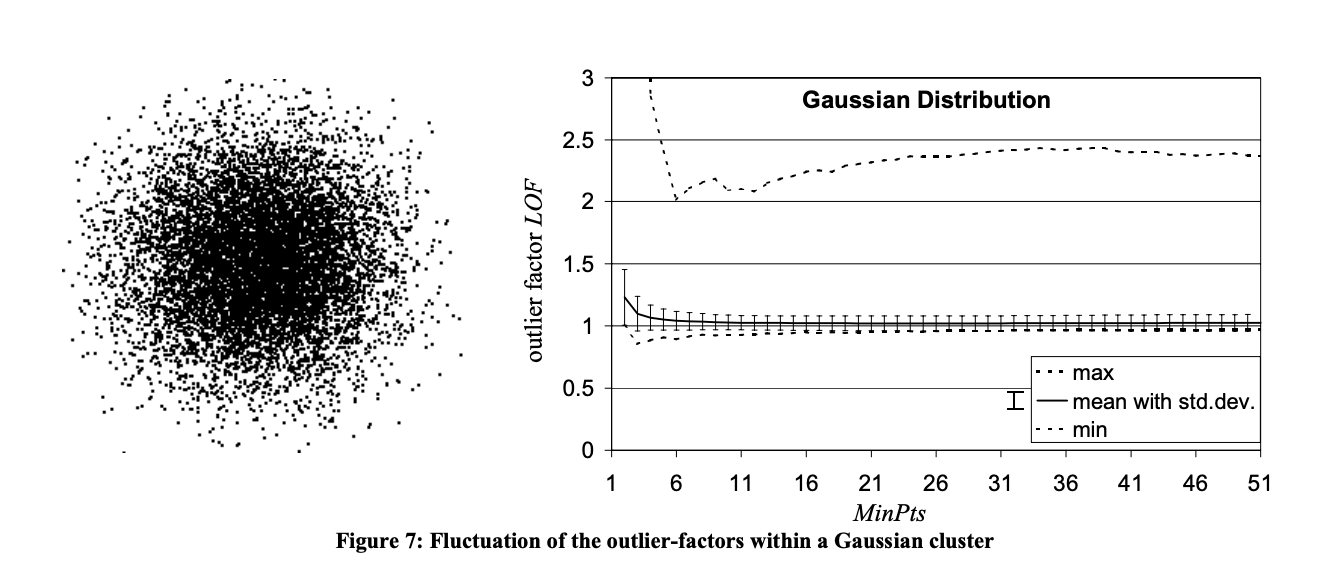 Gaussian Distribution
3
2.5
2
1.5
1
0.5
0
outlier factor LOF
max
mean with std.dev.
min
1 6 11 16 21 26 31 36 41 46 51
MinPts
Figure 7: Fluctuation of the outlier-factors within a Gaussian cluster